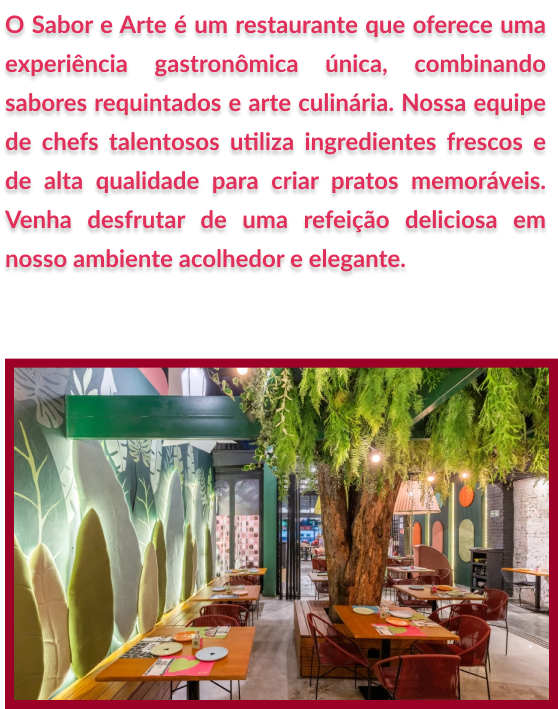 O Sabor e Arte é um restaurante que oferece uma
experiência gastronômica única, combinando
sabores requintados e arte culinária. Nossa equipe
de chefs talentosos utiliza ingredientes frescos e
de alta qualidade para criar pratos memoráveis.
Venha desfrutar de uma refeição deliciosa em
nosso ambiente acolhedor e elegante.